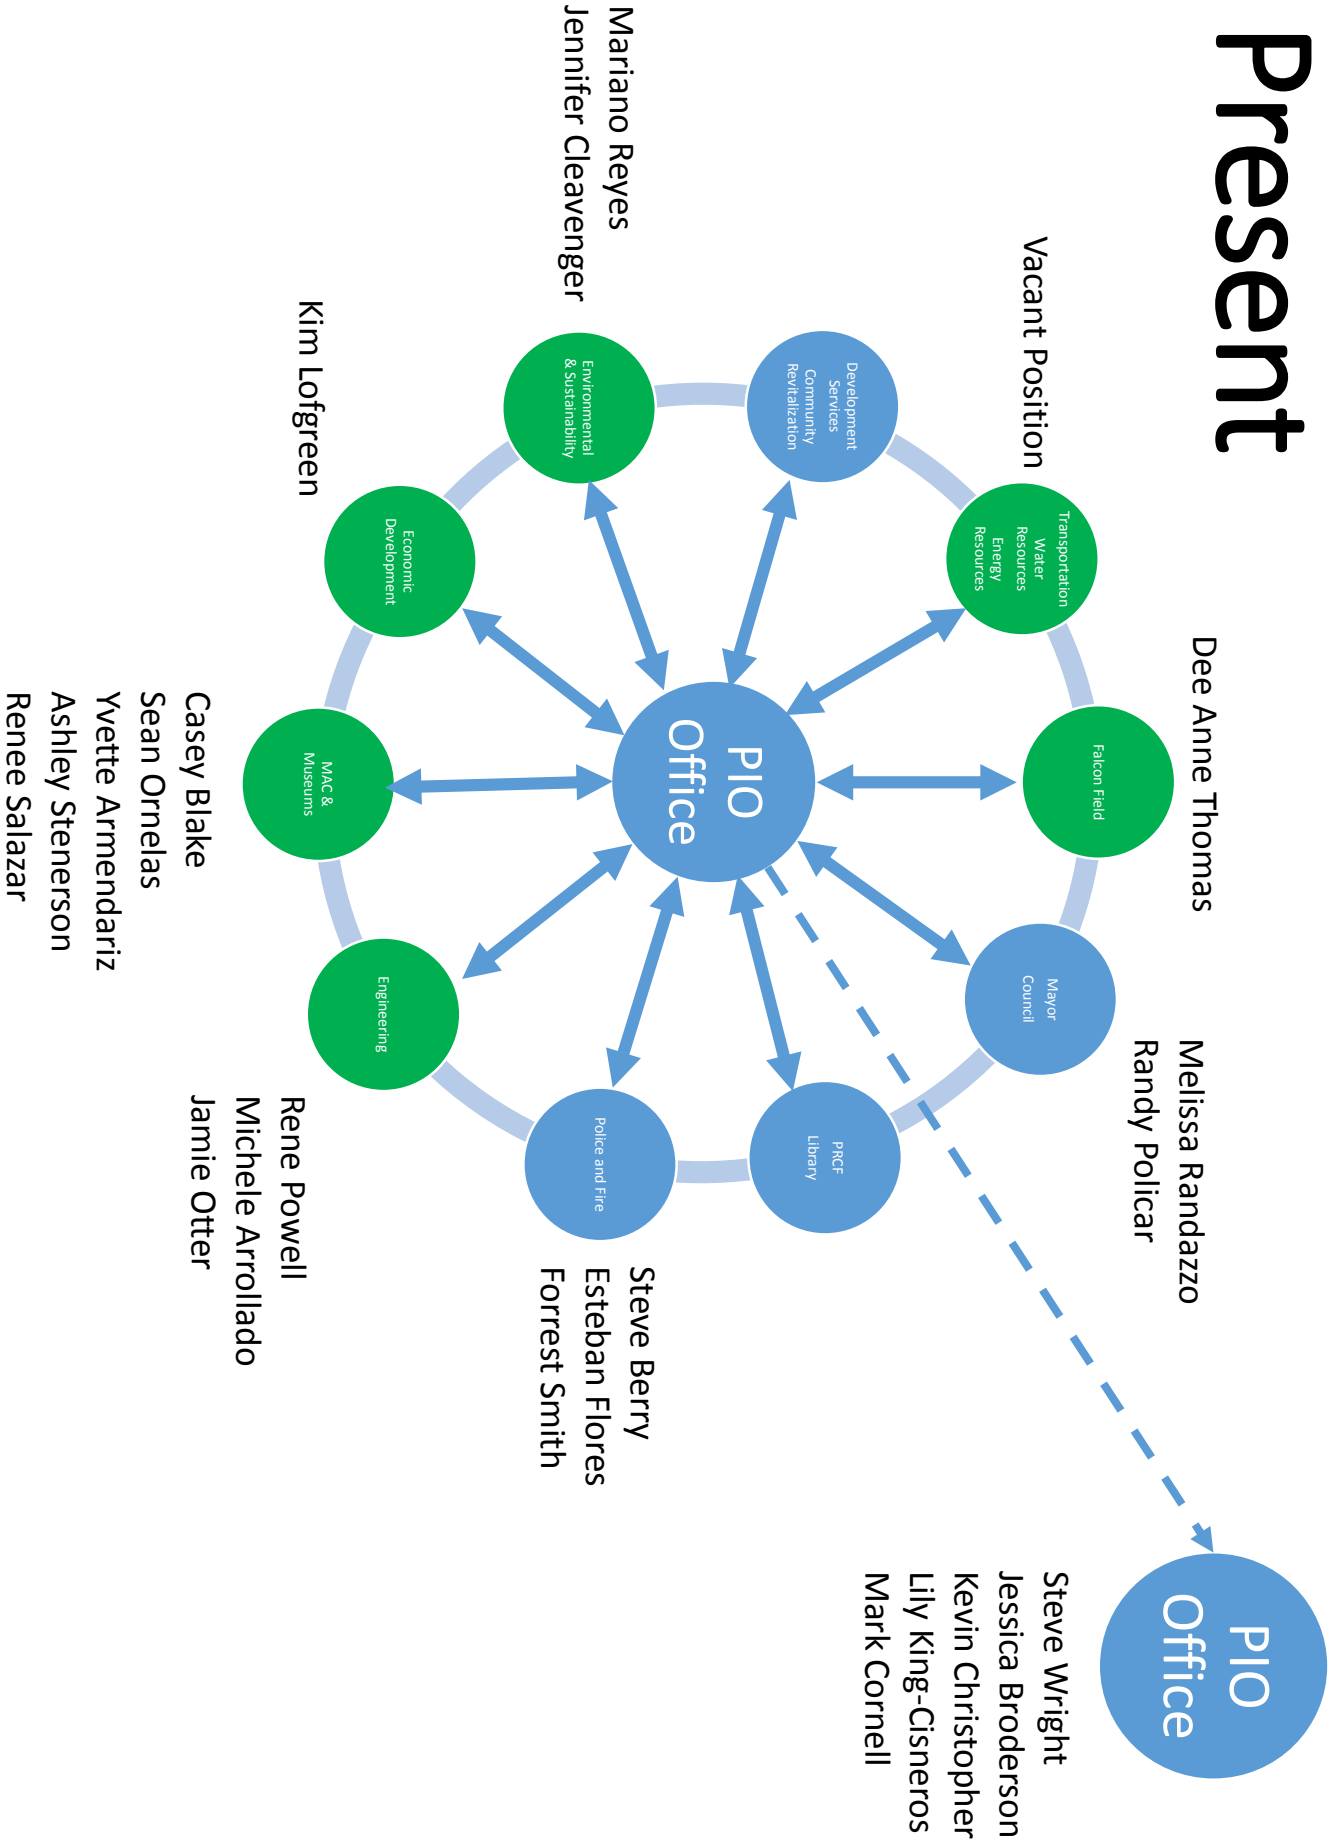 Present
Dee Anne Thomas
Falcon Field
Vacant Position
Transportation
Water
Resources
Energy
Resources
Mayor
Council
Melissa Randazzo
Randy Policar
Development
Services
Community
Revitalization
PRCF
Library
PIO
Office
Mariano Reyes
Jennifer Cleavenger
Environmental
& Sustainability
Police and Fire
Steve Berry
Esteban Flores
Forrest Smith
Kim Lofgreen
Economic
Development
Engineering
Rene Powell
Michele Arrollado
Jamie Otter
MAC &
Museums
Casey Blake
Sean Ornelas
Yvette Armendariz
Ashley Stenerson
Renee Salazar
PIO
Office
Steve Wright
Jessica Broderson
Kevin Christopher
Lily King-Cisneros
Mark Cornell